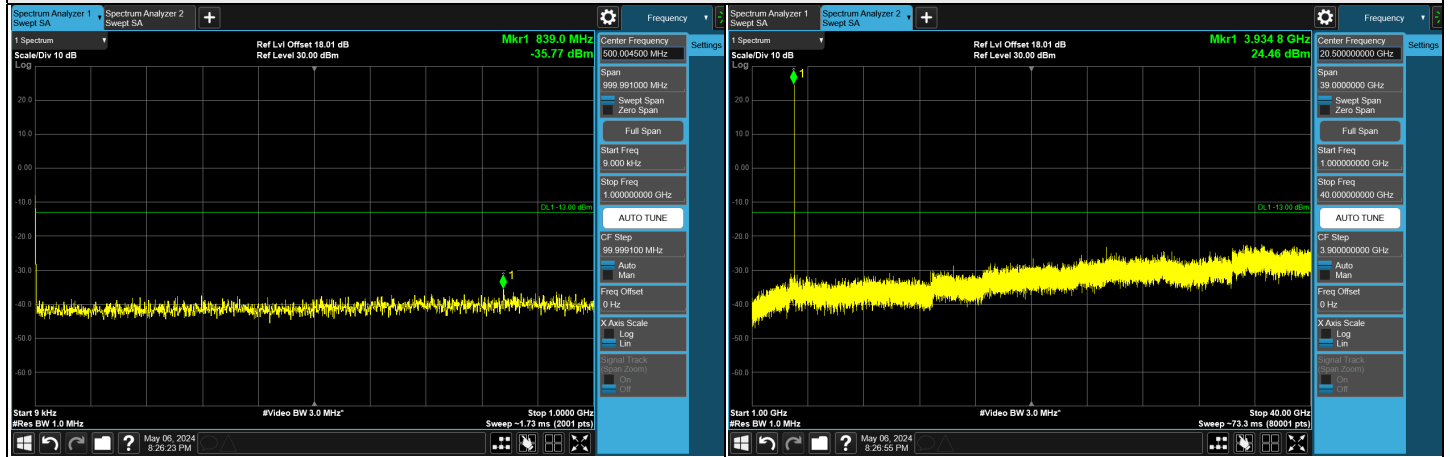 Spectrum Analyzer 1
Swept SA
Spectrum Analyzer 2
Swept SA
Frequency
1 Spectrum
Scale/Div 10 dB
Log
Ref Lvl Offset 18.01 dB
Ref Level 30.00 dBm
Mkr1 839.0 MHz
-35.77 dBm
1
20.0
10.0
0.00
-10.0
-20.0
-30.0
-40.0
-50.0
-60.0
DL1 -13.00 dBm
Start 9 kHz
#Res BW 1.0 MHz
#Video BW 3.0 MHz*
Stop 1.0000 GHz
Sweep ~1.73 ms (2001 pts)
Center Frequency
500.004500 MHz
Settings
Span
999.991000 MHz
Swept Span
Zero Span
Full Span
Start Freq
9.000 kHz
Stop Freq
1.000000000 GHz
AUTO TUNE
CF Step
99.999100 MHz
Auto
Man
Freq Offset
0 Hz
X Axis Scale
Log
Lin
Signal Track
(Span Zoom)
On
Off
May 06, 2024
8:26:23 PM
Spectrum Analyzer 1
Swept SA
Spectrum Analyzer 2
Swept SA
Frequency
1 Spectrum
Scale/Div 10 dB
Log
Ref Lvl Offset 18.01 dB
Ref Level 30.00 dBm
Mkr1 3.934 8 GHz
24.46 dBm
1
20.0
10.0
0.00
-10.0
-20.0
-30.0
-40.0
-50.0
-60.0
DL1 -13.00 dBm
Start 1.00 GHz
#Res BW 1.0 MHz
#Video BW 3.0 MHz*
Stop 40.00 GHz
Sweep ~73.3 ms (80001 pts)
Center Frequency
20.500000000 GHz
Settings
Span
39.0000000 GHz
Swept Span
Zero Span
Full Span
Start Freq
1.000000000 GHz
Stop Freq
40.000000000 GHz
AUTO TUNE
CF Step
3.900000000 GHz
Auto
Man
Freq Offset
0 Hz
X Axis Scale
Log
Lin
Signal Track
(Span Zoom)
On
Off
May 06, 2024
8:26:55 PM